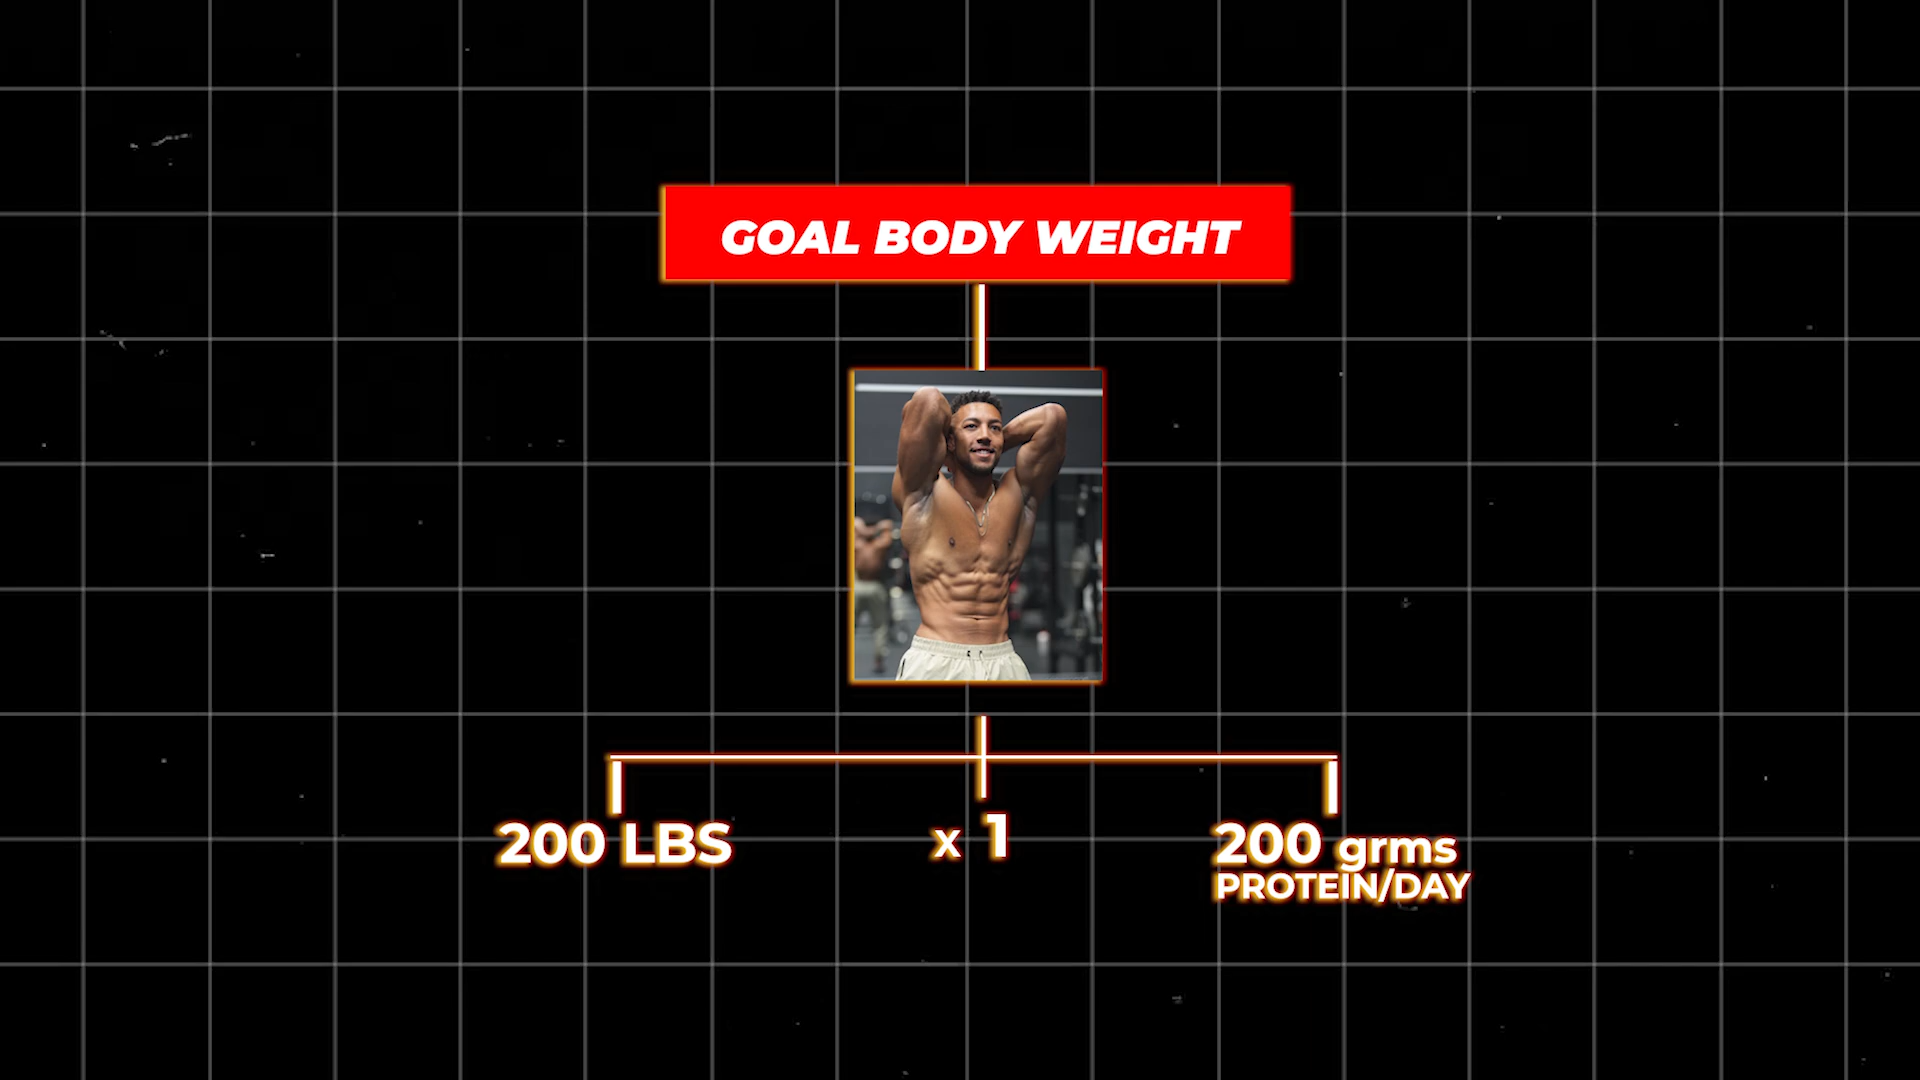 GOAL BODY WEIGHT
200 LBS
x 1
200 grms
PROTEIN/DAY